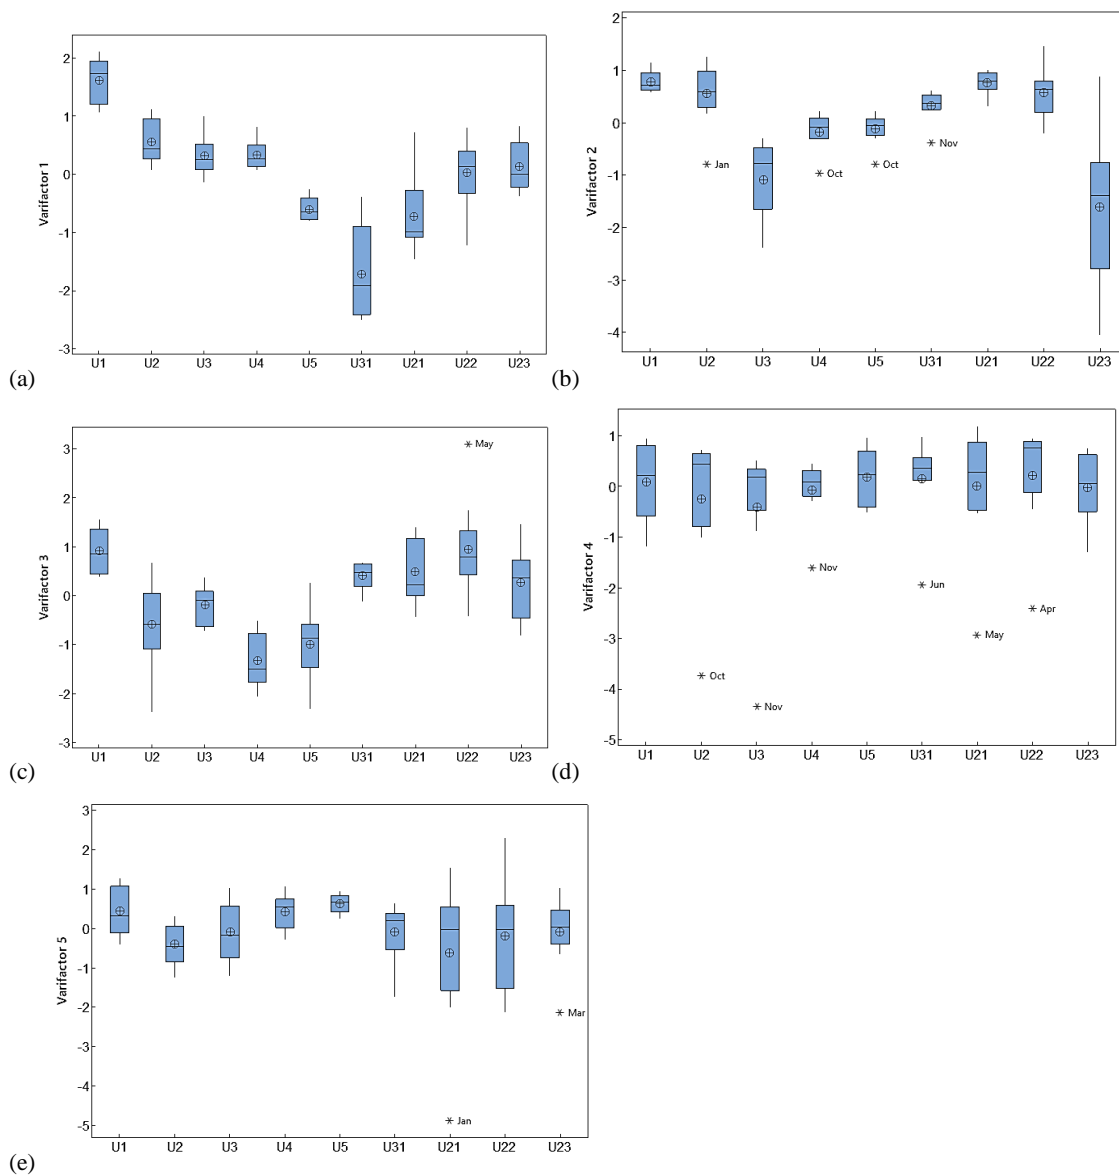 2
1
0
-1
-2
-3
Varifactor 1
U1 U2 U3 U4 U5 U31 U21 U22 U23
(a)
2
1
0
-1
-2
-3
-4
Varifactor 2
Jan
Oct
Oct
Nov
U1 U2 U3 U4 U5 U31 U21 U22 U23
(b)
3
2
1
0
-1
-2
-3
Varifactor 3
May
U1 U2 U3 U4 U5 U31 U21 U22 U23
(c)
1
0
-1
-2
-3
-4
-5
Varifactor 4
Oct
Nov
Nov
Jun
May
Apr
U1 U2 U3 U4 U5 U31 U21 U22 U23
(d)
3
2
1
0
-1
-2
-3
-4
-5
Varifactor 5
Jan
Mar
U1 U2 U3 U4 U5 U31 U21 U22 U23
(e)